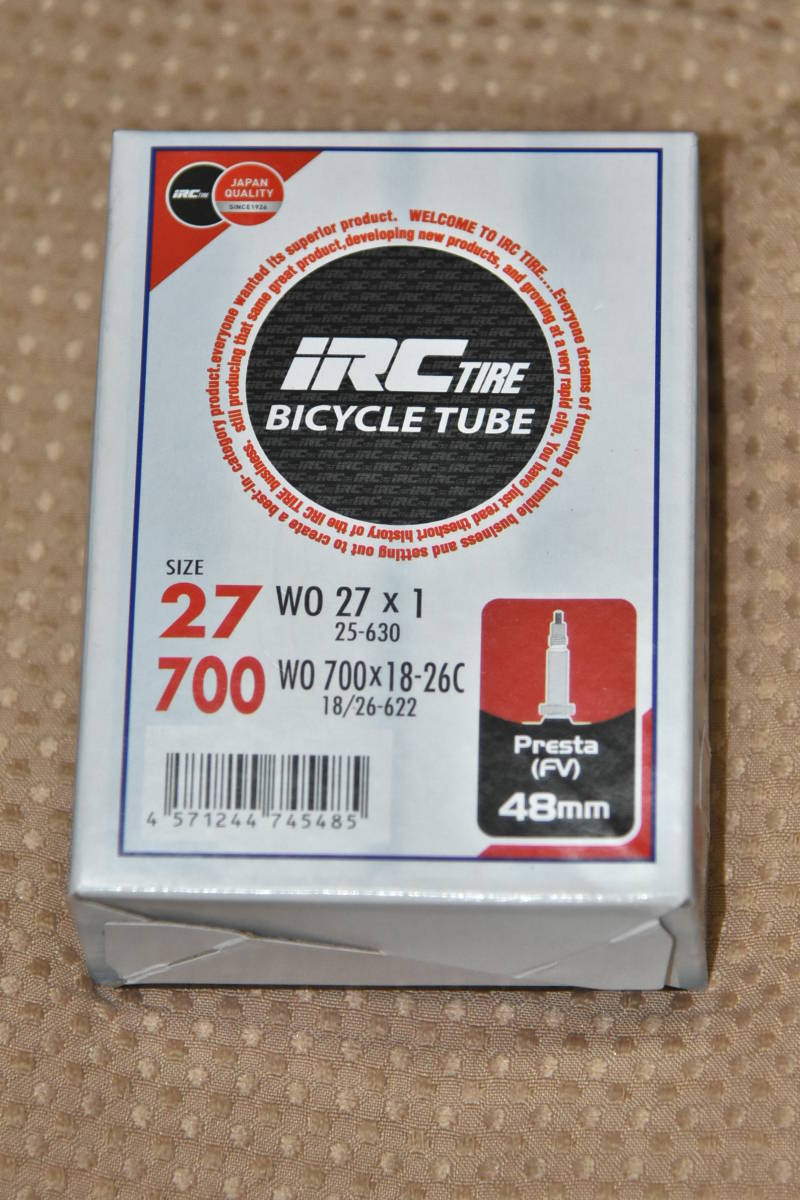 iRC TIRE
JAPAN
QUALITY
SINCE1926
WELCOME TO IRC TIRE....Everyone dreams of founding a humble business and setting out to create a best-in- category product.everyone wanted its superior product.
still producing that same great product,developing new products, and growing at a very rapid clip. You have just read theshort history of the IRC TIRE business.
iRC TIRE
BICYCLE TUBE
SIZE
27 WO 27 x 1
25-630
700 WO 700x18-26C
18/26-622
Presta
(FV)
48mm
4 571244 745485